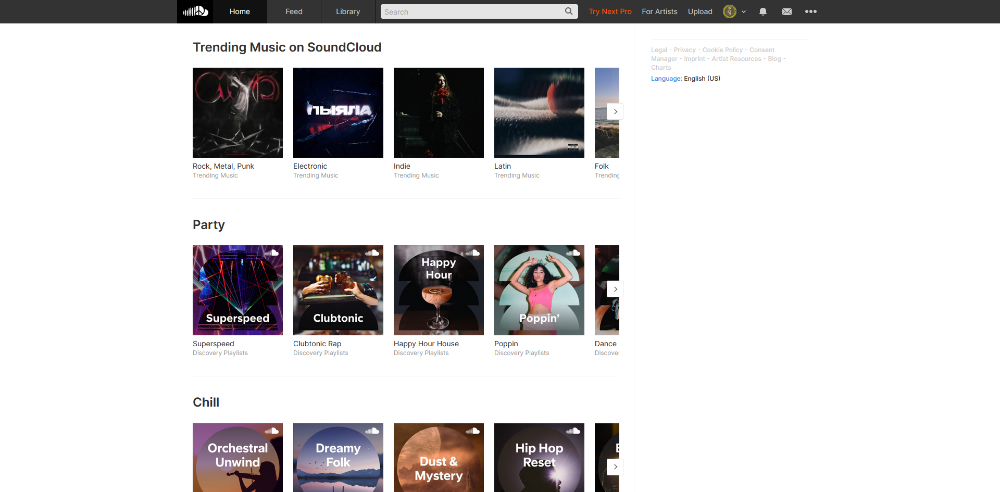 Home
Feed
Library
Search
Try Next Pro
For Artists
Upload
Trending Music on SoundCloud
ПЫЯЛА
Rock, Metal, Punk
Trending Music
Electronic
Trending Music
Indie
Trending Music
Latin
Trending Music
Folk
Trending
Legal - Privacy - Cookie Policy - Consent
Manager - Imprint - Artist Resources - Blog -
Charts -
Language: English (US)
Party
Superspeed
Clubtonic
Happy
Hour
Poppin’
Superspeed
Discovery Playlists
Clubtonic Rap
Discovery Playlists
Happy Hour House
Discovery Playlists
Poppin
Discovery Playlists
Dance
Discover
Chill
Orchestral
Unwind
Dreamy
Folk
Dust &
Mystery
Hip Hop
Reset